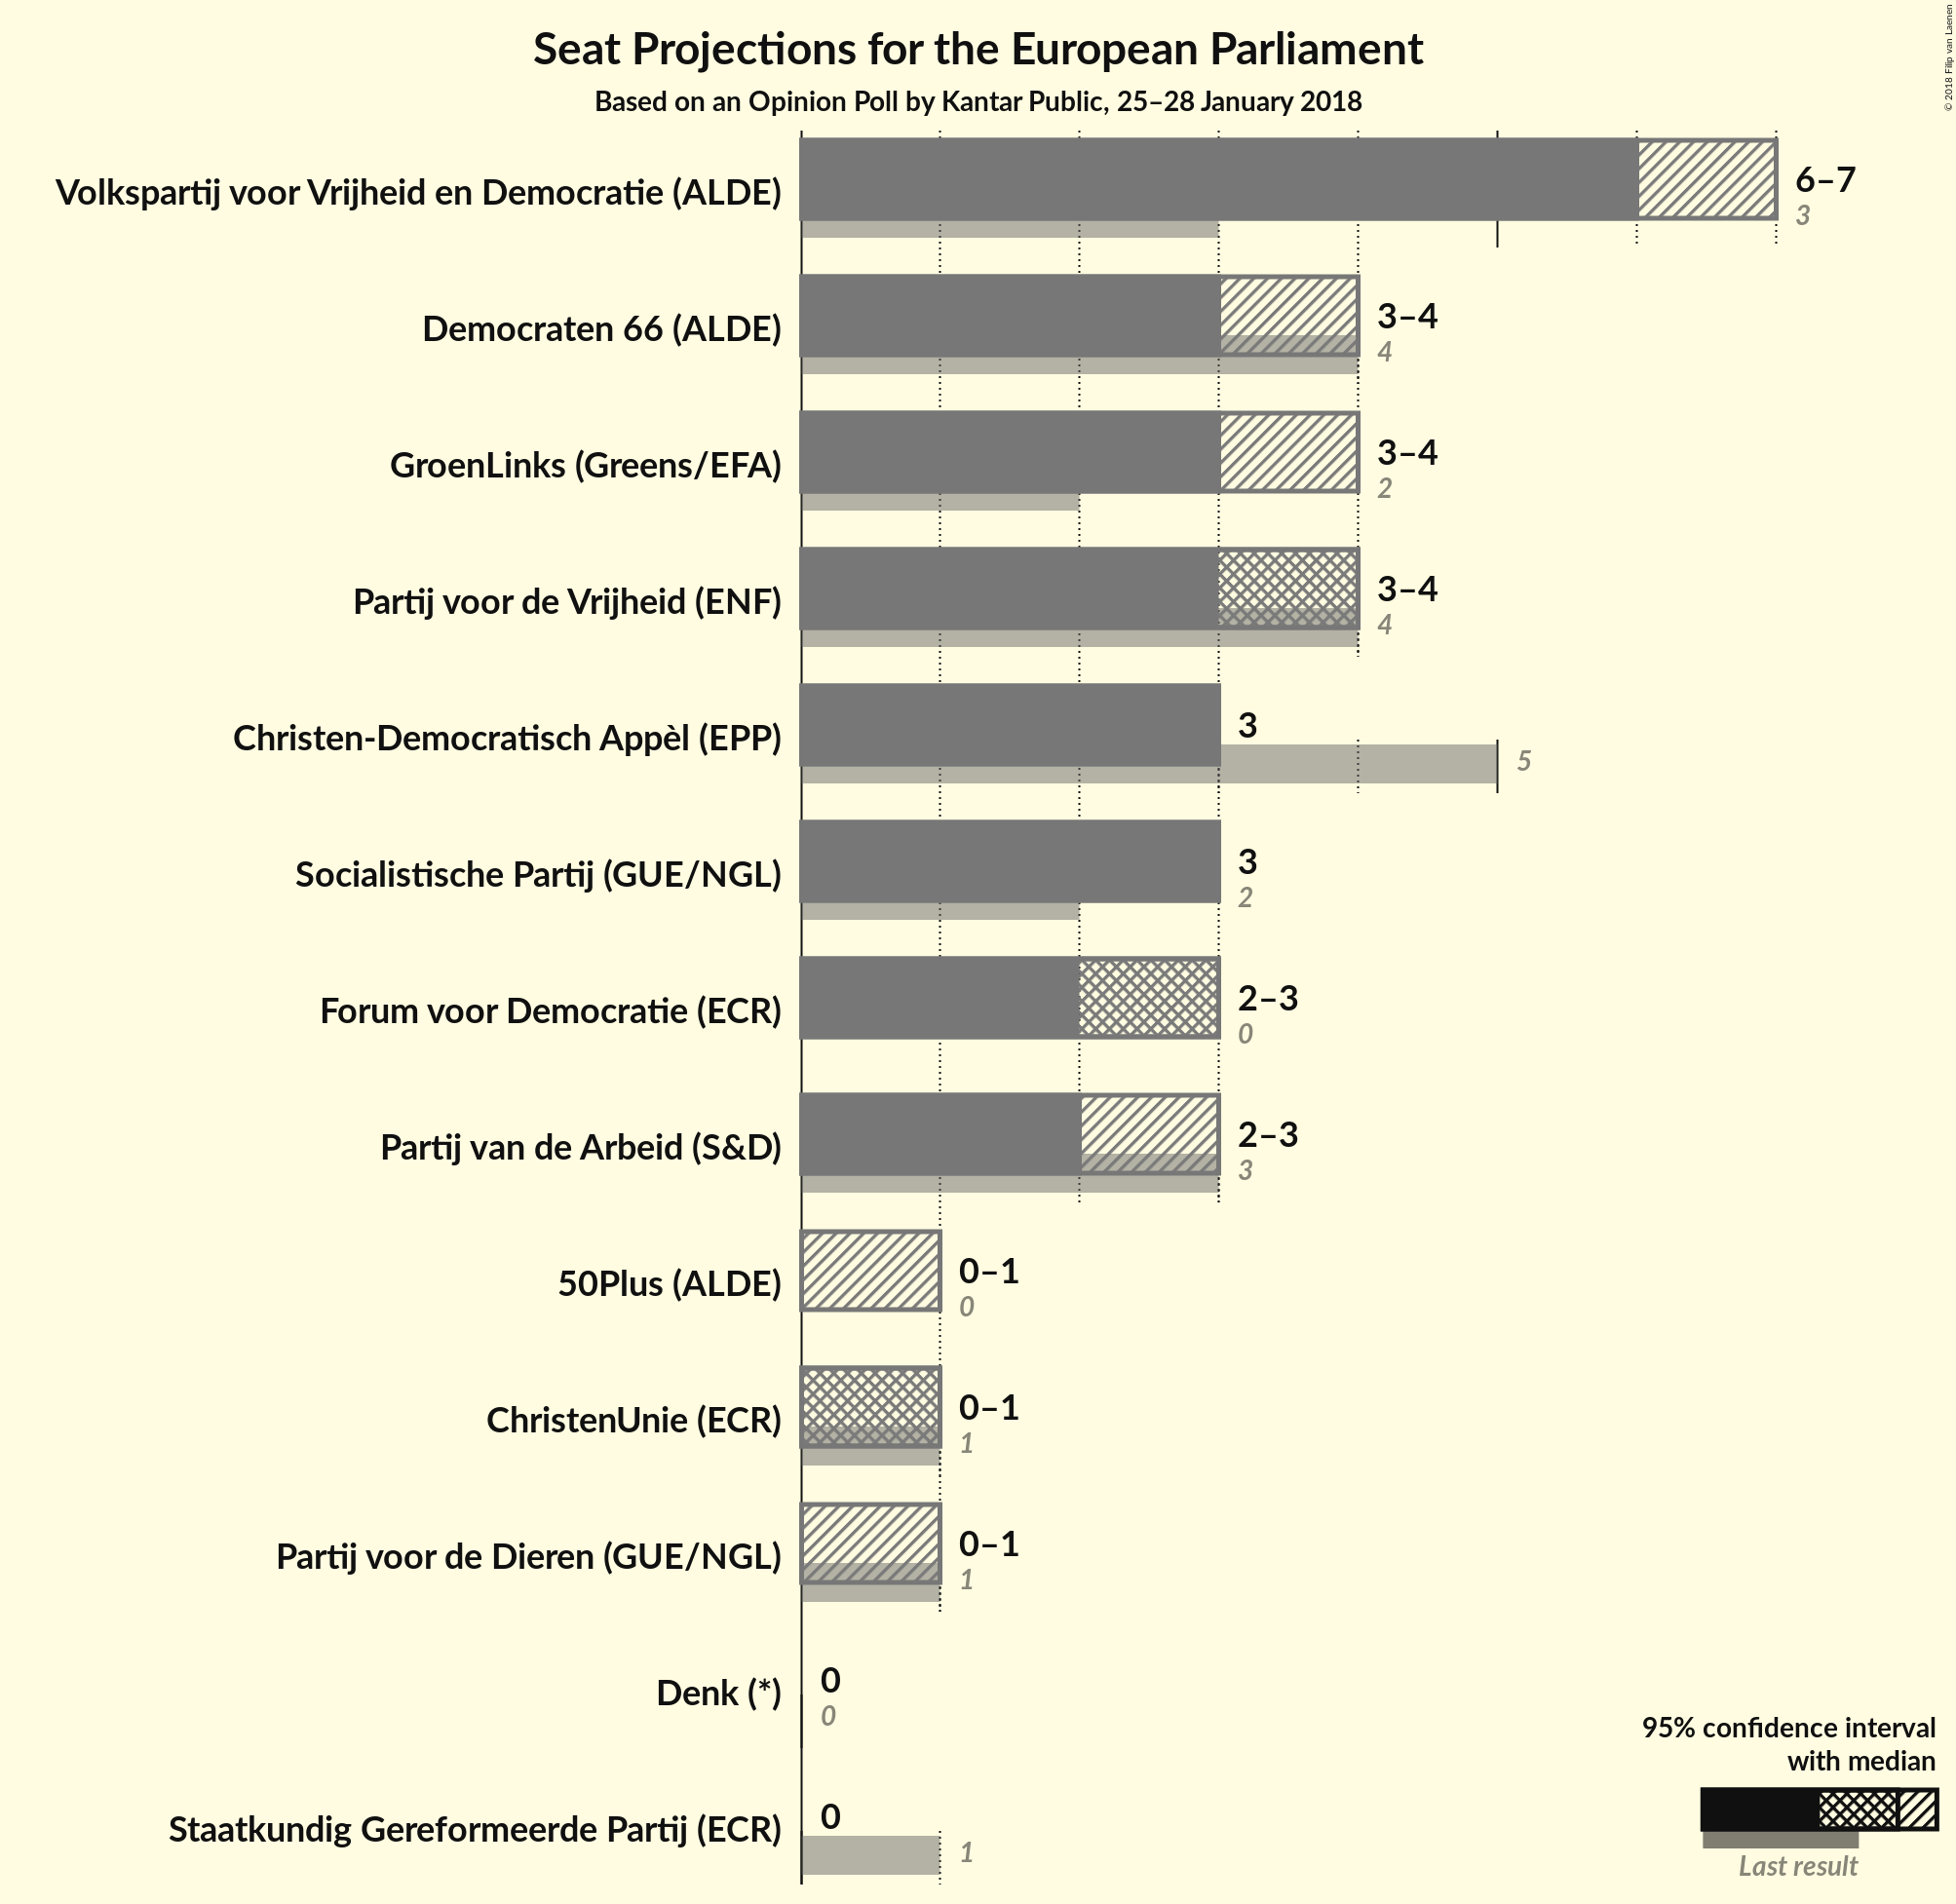 Seat Projections for the European Parliament
Based on an Opinion Poll by Kantar Public, 25–28 January 2018
© 2018 Filip van Laenen
Volkspartij voor Vrijheid en Democratie (ALDE)
6–7
3
Democraten 66 (ALDE)
3–4
4
GroenLinks (Greens/EFA)
3–4
2
Partij voor de Vrijheid (ENF)
3–4
4
Christen-Democratisch Appèl (EPP)
3
5
Socialistische Partij (GUE/NGL)
3
2
Forum voor Democratie (ECR)
2–3
0
Partij van de Arbeid (S&D)
2–3
3
50Plus (ALDE)
0–1
0
ChristenUnie (ECR)
0–1
1
Partij voor de Dieren (GUE/NGL)
0–1
1
Denk (*)
0
0
Staatkundig Gereformeerde Partij (ECR)
0
1
95% confidence interval
with median
Last result